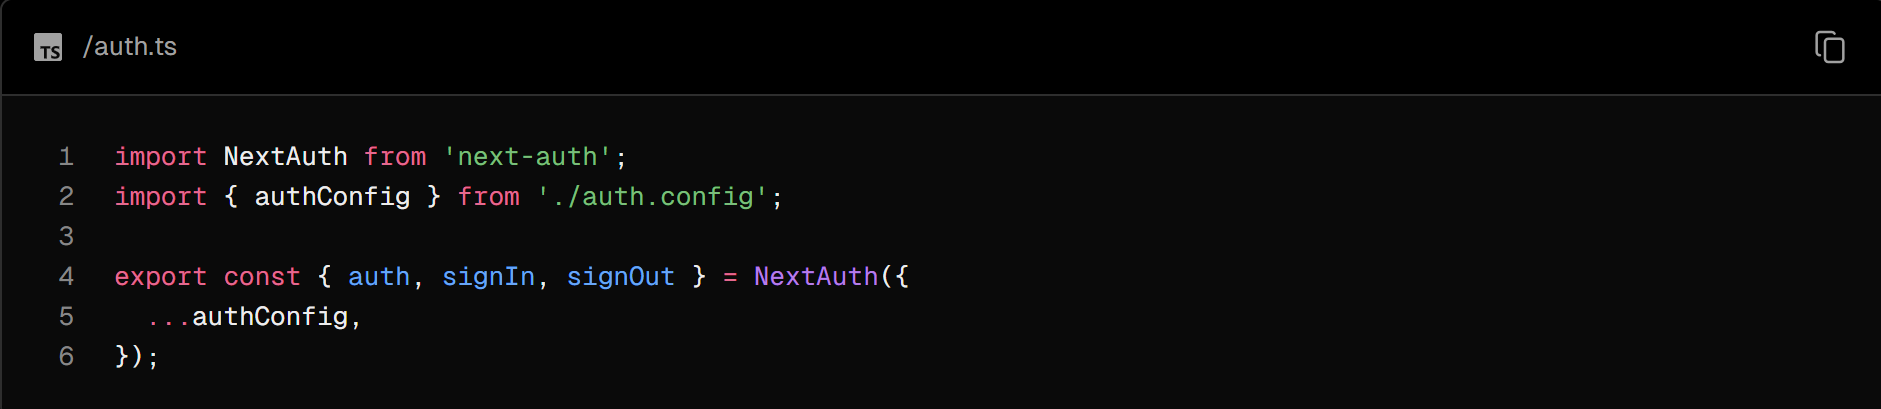 TS /auth.ts
1 import NextAuth from 'next-auth';
2 import { authConfig } from './auth.config';
3
4 export const { auth, signIn, signOut } = NextAuth({
5   ...authConfig,
6 });